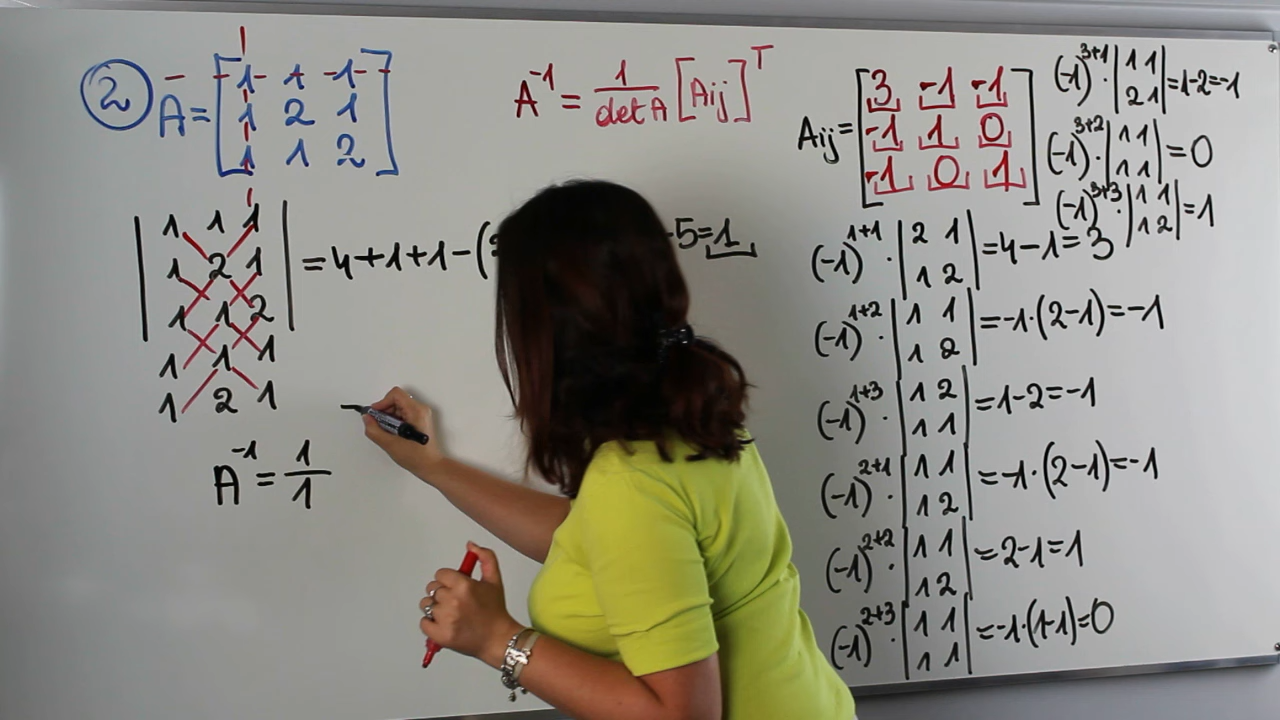 ② A = [1 1 1
1 2 1
1 1 2]
A⁻¹ = 1/detA [Aij]ᵀ
|1 1 1
1 2 1
1 1 2|
1 1 1
1 2 1
= 4+1+1-( -5=1
A⁻¹ = 1/1
Aij = [3 -1 -1
-1 1 0
-1 0 1]
(-1)¹⁺¹ · |2 1
1 2| = 4-1=3
(-1)¹⁺² · |1 1
1 2| = -1·(2-1)=-1
(-1)¹⁺³ · |1 2
1 1| = 1-2=-1
(-1)²⁺¹ · |1 1
1 2| = -1·(2-1)=-1
(-1)²⁺² · |1 1
1 2| = 2-1=1
(-1)²⁺³ · |1 1
1 1| = -1·(1-1)=0
(-1)³⁺¹ · |1 1
2 1| = 1-2=-1
(-1)³⁺² · |1 1
1 1| = 0
(-1)³⁺³ · |1 1
1 2| = 1